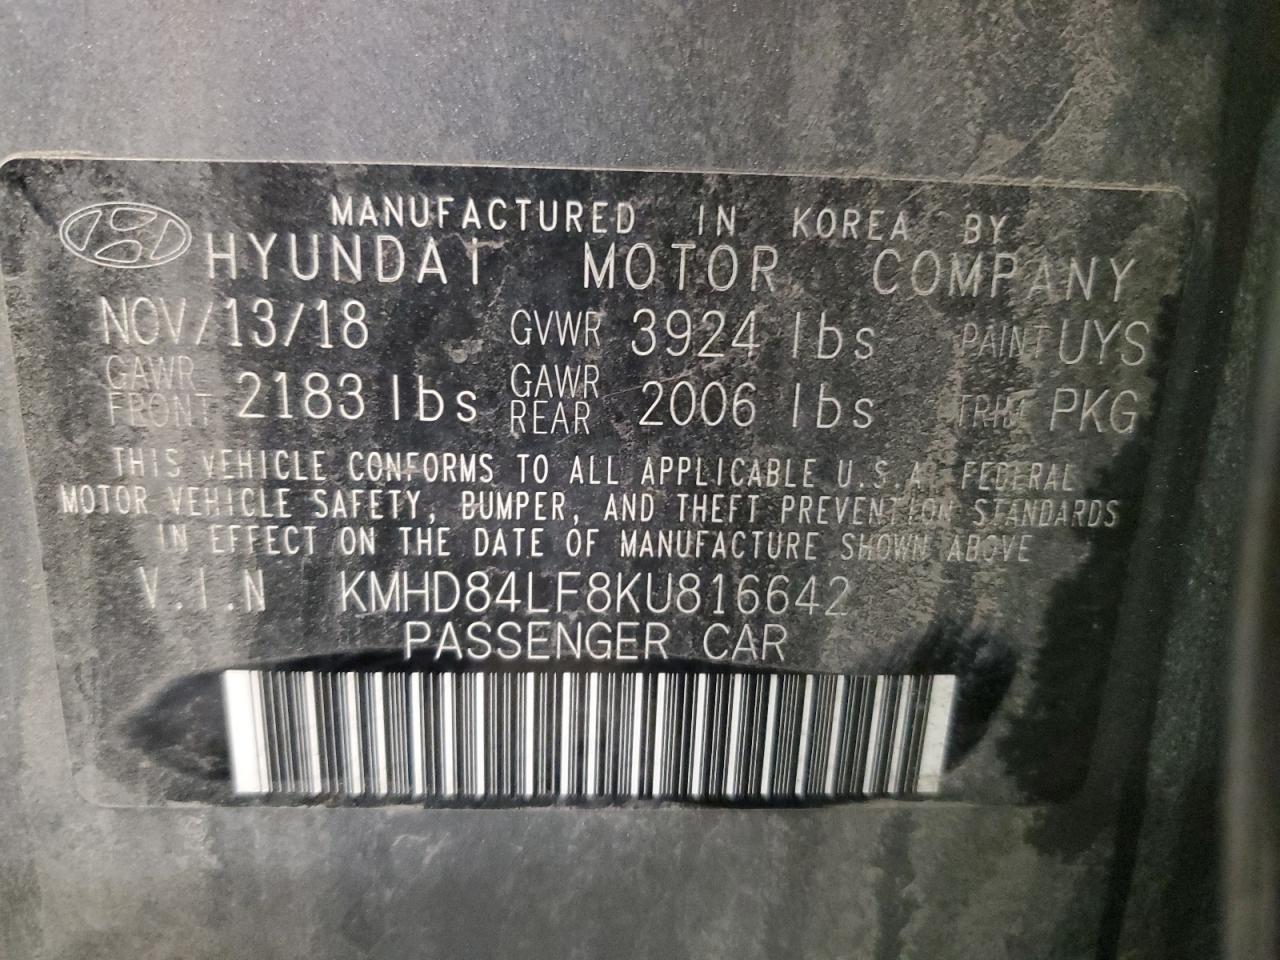 MANUFACTURED IN KOREA BY
HYUNDAI MOTOR COMPANY
NOV/13/18 GVWR 3924 lbs PAINT UYS
GAWR FRONT 2183 lbs GAWR REAR 2006 lbs TRIM PKG
THIS VEHICLE CONFORMS TO ALL APPLICABLE U.S.A. FEDERAL
MOTOR VEHICLE SAFETY, BUMPER, AND THEFT PREVENTION STANDARDS
IN EFFECT ON THE DATE OF MANUFACTURE SHOWN ABOVE
V.I.N KMHD84LF8KU816642
PASSENGER CAR